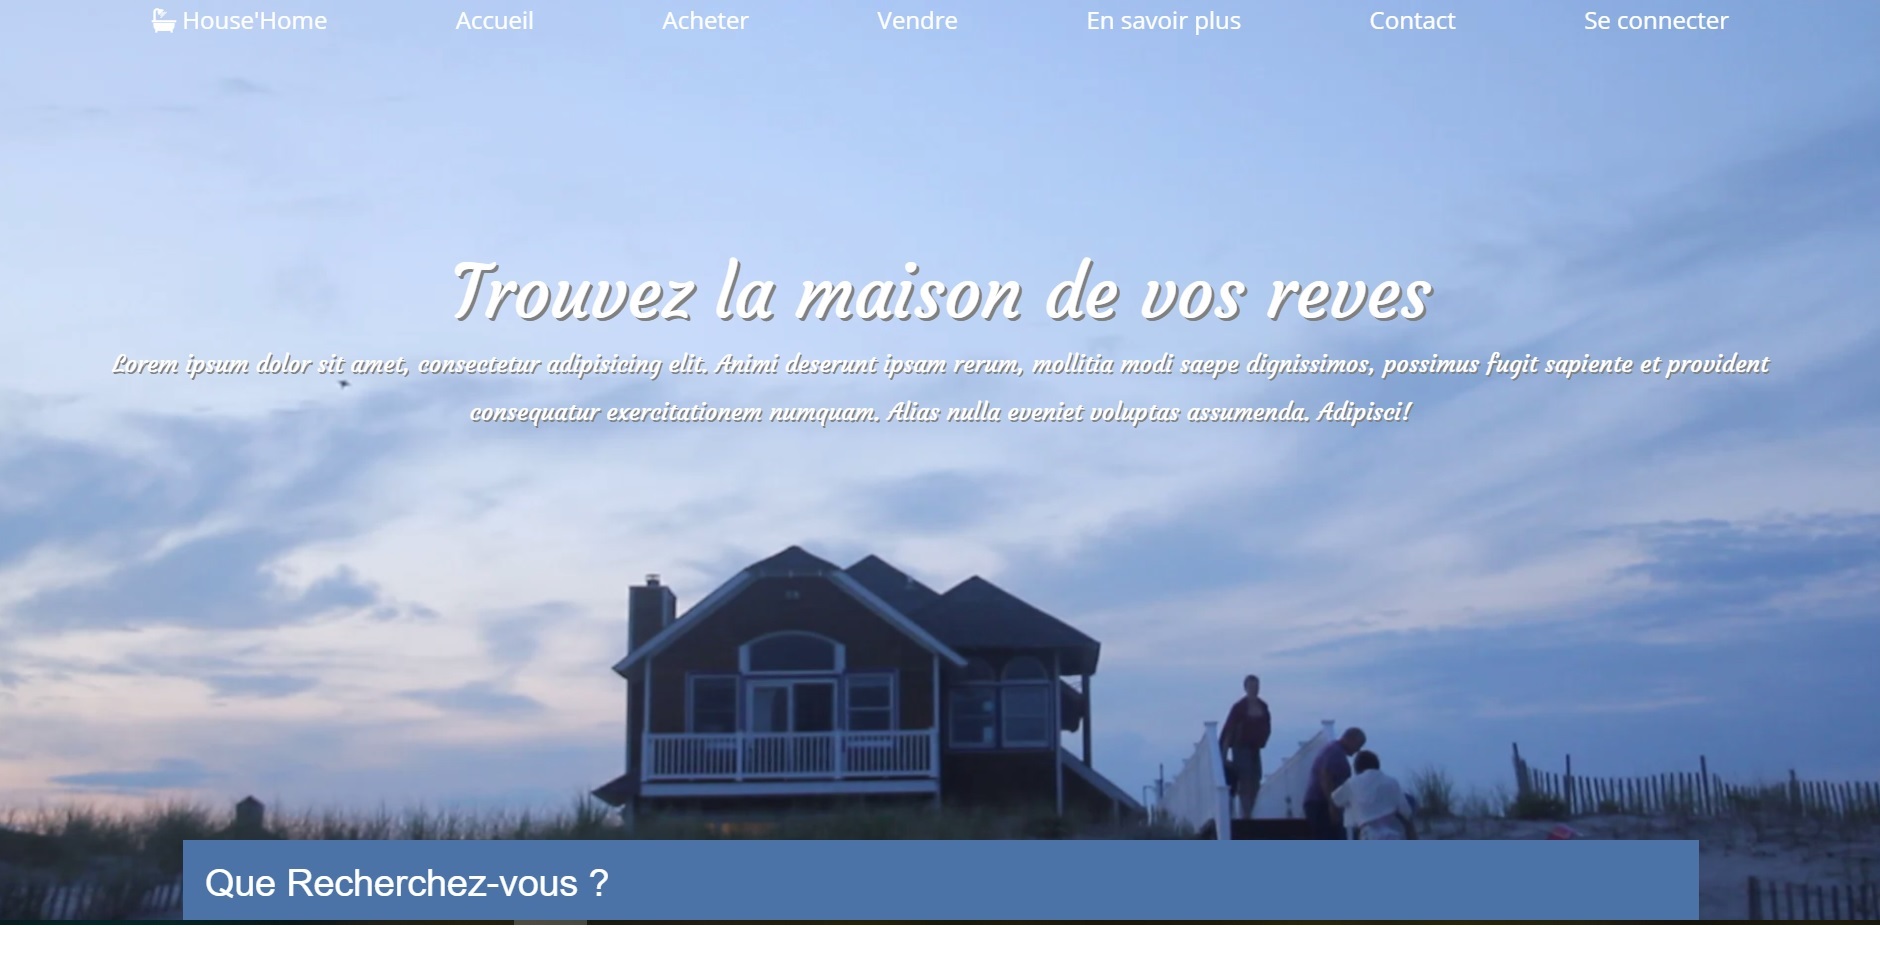 House'Home Accueil Acheter Vendre En savoir plus Contact Se connecter
Trouvez la maison de vos reves
Lorem ipsum dolor sit amet, consectetur adipisicing elit. Animi deserunt ipsam rerum, mollitia modi saepe dignissimos, possimus fugit sapiente et provident
consequatur exercitationem numquam. Alias nulla eveniet voluptas assumenda. Adipisci!
Que Recherchez-vous ?